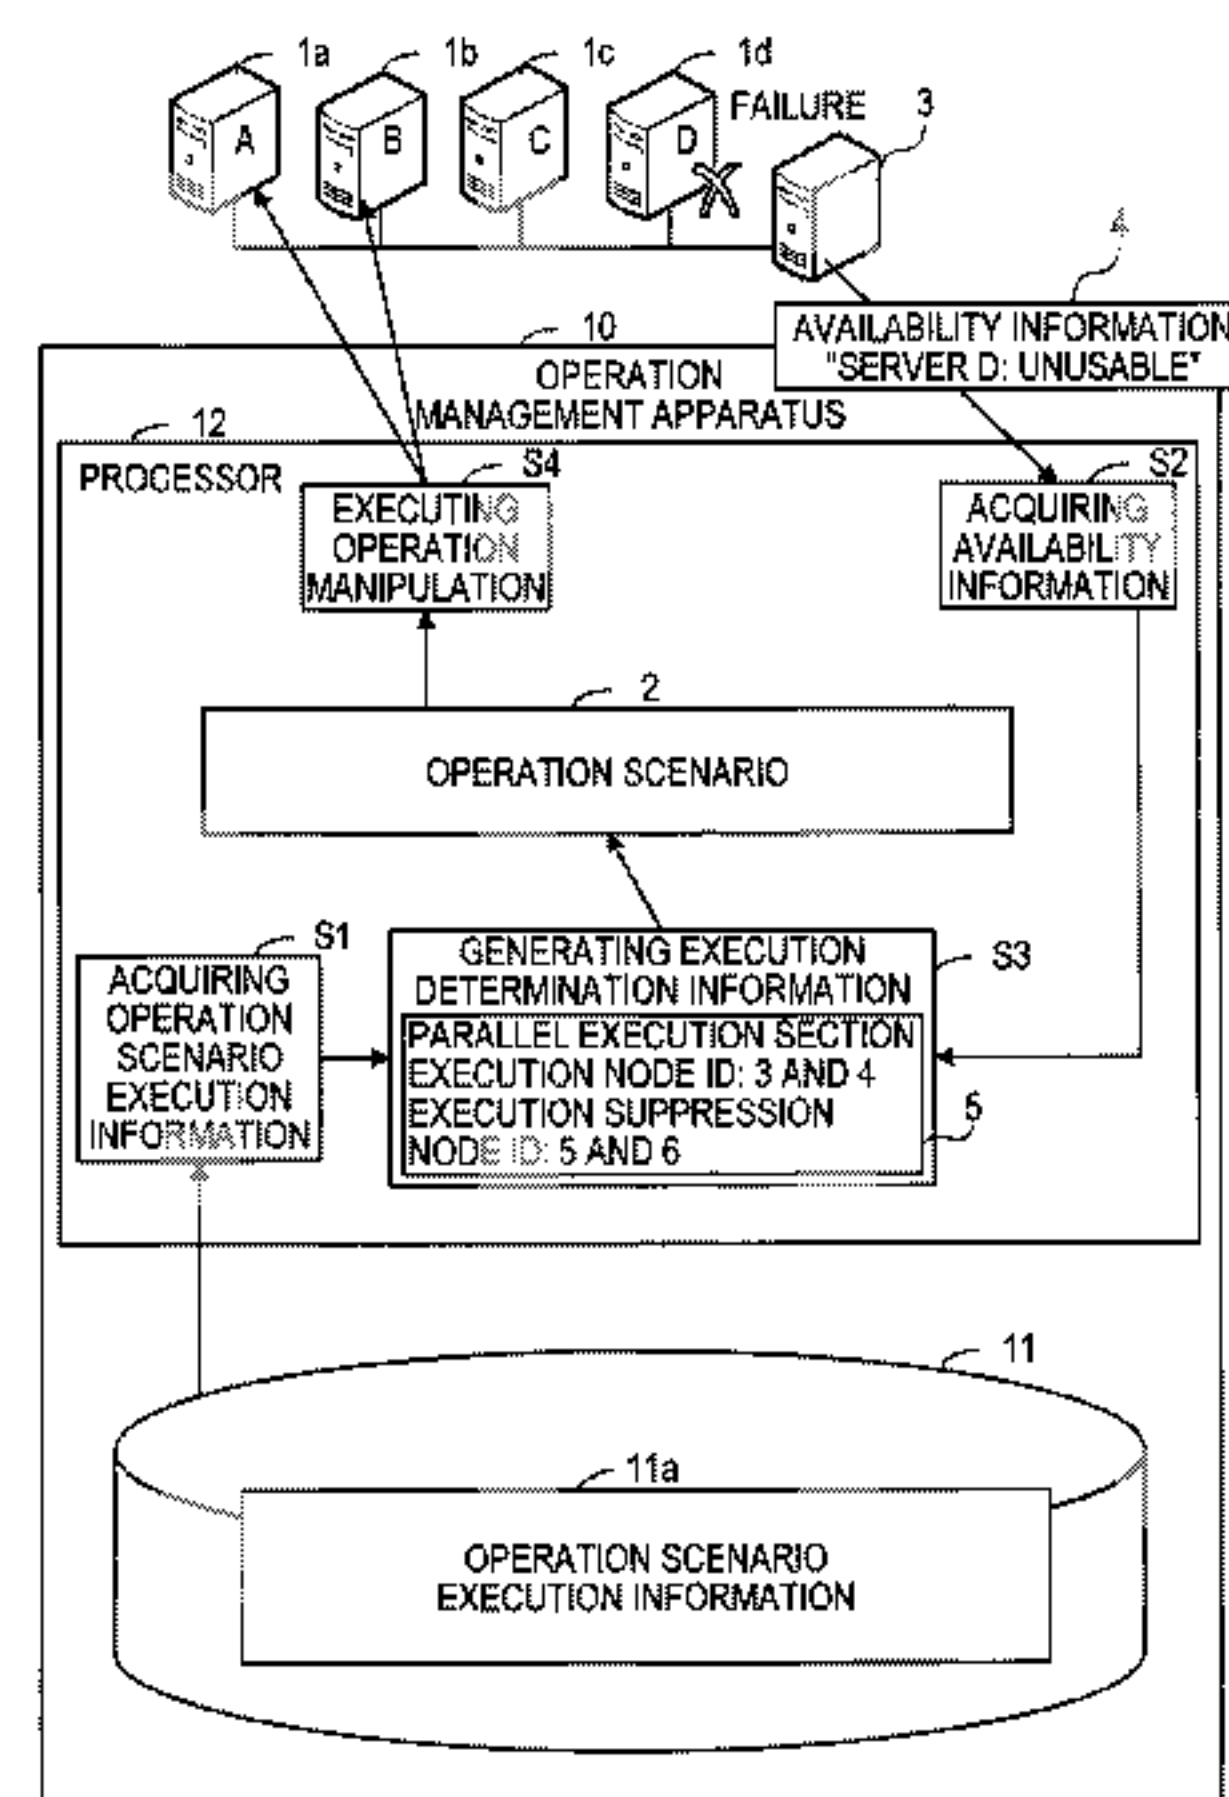 1a
1b
1c
1d
A
B
C
D
FAILURE
3
4
AVAILABILITY INFORMATION
"SERVER D: UNUSABLE"
10
OPERATION
MANAGEMENT APPARATUS
12
PROCESSOR
S4
EXECUTING
OPERATION
MANIPULATION
S2
ACQUIRING
AVAILABILITY
INFORMATION
2
OPERATION SCENARIO
S1
ACQUIRING
OPERATION
SCENARIO
EXECUTION
INFORMATION
GENERATING EXECUTION
DETERMINATION INFORMATION
S3
PARALLEL EXECUTION SECTION
EXECUTION NODE ID: 3 AND 4
EXECUTION SUPPRESSION
NODE ID: 5 AND 6
5
11
11a
OPERATION SCENARIO
EXECUTION INFORMATION